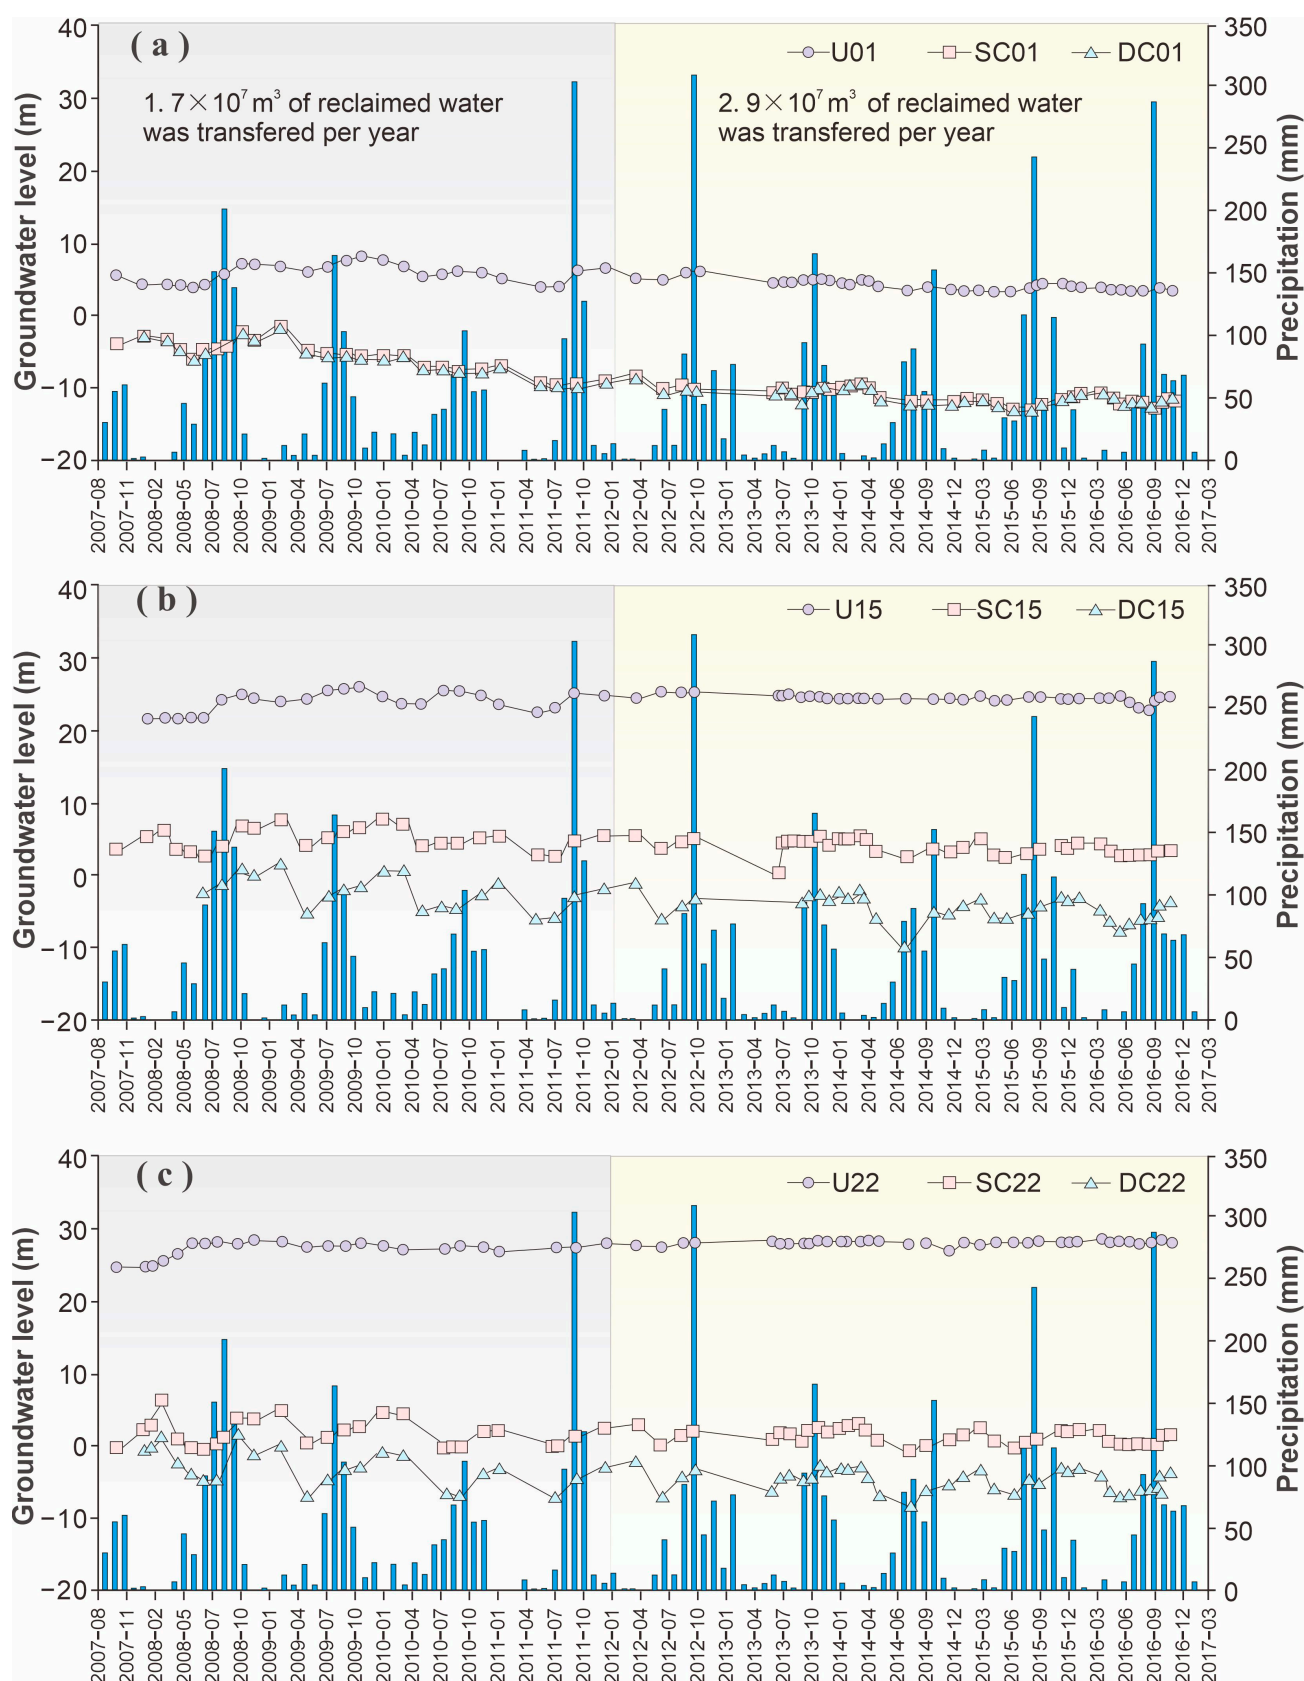 ( a )
U01 SC01 DC01
1.7×10⁷m³ of reclaimed water
was transfered per year
2.9×10⁷m³ of reclaimed water
was transfered per year
Groundwater level (m)
40
30
20
10
0
−10
−20
Precipitation (mm)
350
300
250
200
150
100
50
0
2007−08 2007−11 2008−02 2008−05 2008−07 2008−10 2009−01 2009−04 2009−07 2009−10 2010−01 2010−04 2010−07 2010−10 2011−01 2011−04 2011−07 2011−10 2012−01 2012−04 2012−07 2012−10 2013−01 2013−04 2013−07 2013−10 2014−01 2014−04 2014−06 2014−09 2014−12 2015−03 2015−06 2015−09 2015−12 2016−03 2016−06 2016−09 2016−12 2017−03
( b )
U15 SC15 DC15
Groundwater level (m)
40
30
20
10
0
−10
−20
Precipitation (mm)
350
300
250
200
150
100
50
0
2007−08 2007−11 2008−02 2008−05 2008−07 2008−10 2009−01 2009−04 2009−07 2009−10 2010−01 2010−04 2010−07 2010−10 2011−01 2011−04 2011−07 2011−10 2012−01 2012−04 2012−07 2012−10 2013−01 2013−04 2013−07 2013−10 2014−01 2014−04 2014−06 2014−09 2014−12 2015−03 2015−06 2015−09 2015−12 2016−03 2016−06 2016−09 2016−12 2017−03
( c )
U22 SC22 DC22
Groundwater level (m)
40
30
20
10
0
−10
−20
Precipitation (mm)
350
300
250
200
150
100
50
0
2007−08 2007−11 2008−02 2008−05 2008−07 2008−10 2009−01 2009−04 2009−07 2009−10 2010−01 2010−04 2010−07 2010−10 2011−01 2011−04 2011−07 2011−10 2012−01 2012−04 2012−07 2012−10 2013−01 2013−04 2013−07 2013−10 2014−01 2014−04 2014−06 2014−09 2014−12 2015−03 2015−06 2015−09 2015−12 2016−03 2016−06 2016−09 2016−12 2017−03